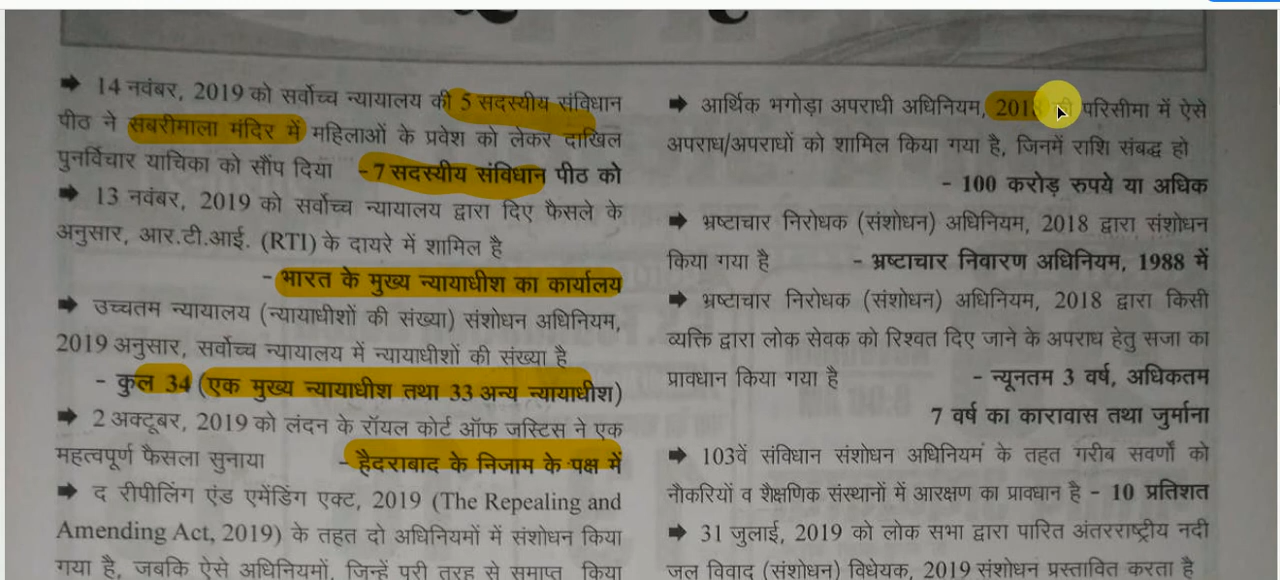 ➡ 14 नवंबर, 2019 को सर्वोच्च न्यायालय की 5 सदस्यीय संविधान
पीठ ने सबरीमाला मंदिर में महिलाओं के प्रवेश को लेकर दाखिल
पुनर्विचार याचिका को सौंप दिया - 7 सदस्यीय संविधान पीठ को
➡ 13 नवंबर, 2019 को सर्वोच्च न्यायालय द्वारा दिए फैसले के
अनुसार, आर.टी.आई. (RTI) के दायरे में शामिल है
- भारत के मुख्य न्यायाधीश का कार्यालय
➡ उच्चतम न्यायालय (न्यायाधीशों की संख्या) संशोधन अधिनियम,
2019 अनुसार, सर्वोच्च न्यायालय में न्यायाधीशों की संख्या है
- कुल 34 (एक मुख्य न्यायाधीश तथा 33 अन्य न्यायाधीश)
➡ 2 अक्टूबर, 2019 को लंदन के रॉयल कोर्ट ऑफ जस्टिस ने एक
महत्वपूर्ण फैसला सुनाया - हैदराबाद के निजाम के पक्ष में
➡ द रीपीलिंग एंड एमेंडिंग एक्ट, 2019 (The Repealing and
Amending Act, 2019) के तहत दो अधिनियमों में संशोधन किया
गया है, जबकि ऐसे अधिनियमों, जिन्हें पूरी तरह से समाप्त किया
➡ आर्थिक भगोड़ा अपराधी अधिनियम, 2018 की परिसीमा में ऐसे
अपराध/अपराधों को शामिल किया गया है, जिनमें राशि संबद्ध हो
- 100 करोड़ रुपये या अधिक
➡ भ्रष्टाचार निरोधक (संशोधन) अधिनियम, 2018 द्वारा संशोधन
किया गया है - भ्रष्टाचार निवारण अधिनियम, 1988 में
➡ भ्रष्टाचार निरोधक (संशोधन) अधिनियम, 2018 द्वारा किसी
व्यक्ति द्वारा लोक सेवक को रिश्वत दिए जाने के अपराध हेतु सजा का
प्रावधान किया गया है - न्यूनतम 3 वर्ष, अधिकतम
7 वर्ष का कारावास तथा जुर्माना
➡ 103वें संविधान संशोधन अधिनियम के तहत गरीब सवर्णों को
नौकरियों व शैक्षणिक संस्थानों में आरक्षण का प्रावधान है - 10 प्रतिशत
➡ 31 जुलाई, 2019 को लोक सभा द्वारा पारित अंतरराष्ट्रीय नदी
जल विवाद (संशोधन) विधेयक, 2019 संशोधन प्रस्तावित करता है